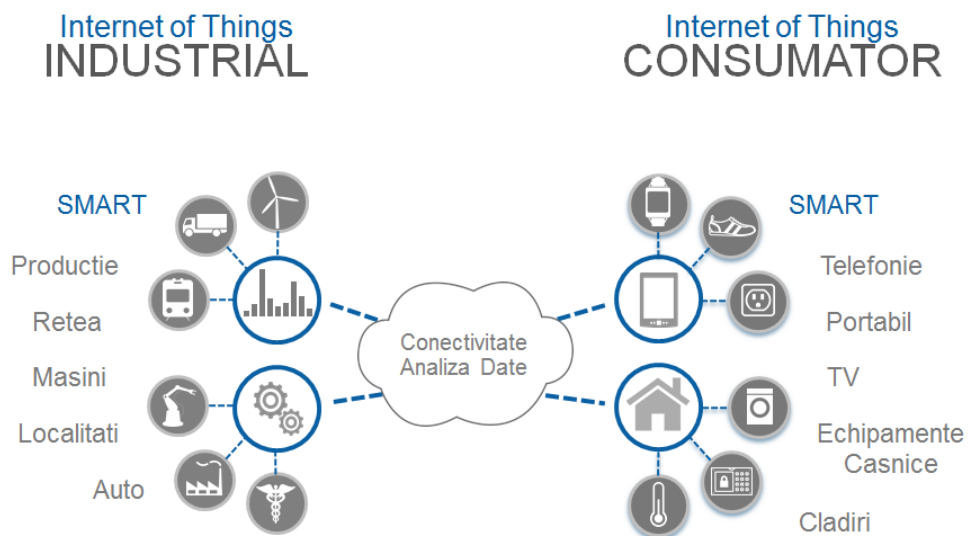 Internet of Things
INDUSTRIAL
Internet of Things
CONSUMATOR
SMART
Productie
Retea
Masini
Localitati
Auto
Conectivitate
Analiza Date
SMART
Telefonie
Portabil
TV
Echipamente
Casnice
Cladiri